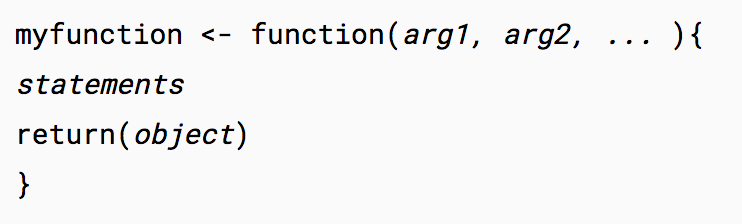 myfunction <- function(arg1, arg2, ... ){
statements
return(object)
}